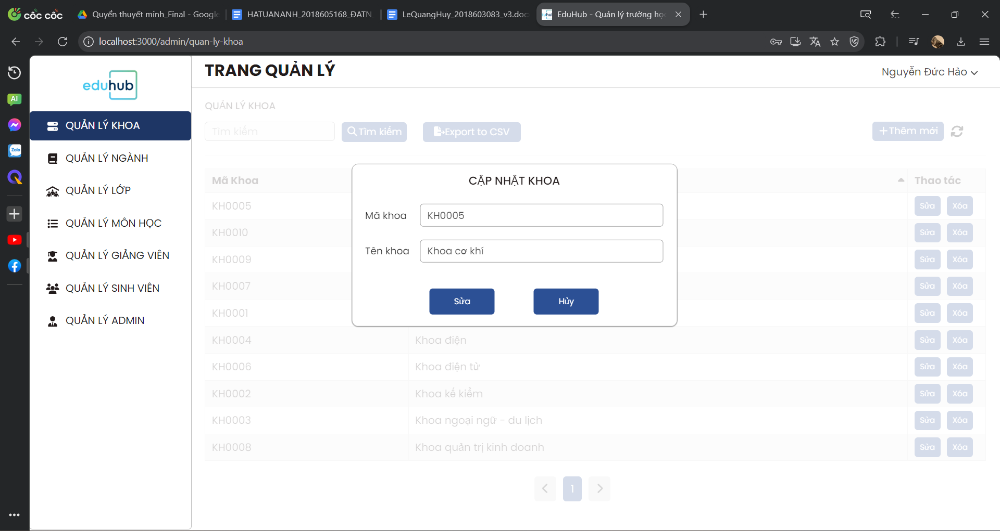 cốc cốc
Quyển thuyết minh_Final - Google
HATUANANH_2018605168_ĐATN_
LeQuangHuy_2018603083_v3.doc
EduHub - Quản lý trường họ
localhost:3000/admin/quan-ly-khoa
AI
Zalo
eduhub
TRANG QUẢN LÝ
Nguyễn Đức Hảo
QUẢN LÝ KHOA
QUẢN LÝ NGÀNH
QUẢN LÝ LỚP
QUẢN LÝ MÔN HỌC
QUẢN LÝ GIẢNG VIÊN
QUẢN LÝ SINH VIÊN
QUẢN LÝ ADMIN
QUẢN LÝ KHOA
Tìm kiếm
Tìm kiếm
Export to CSV
Thêm mới
Mã Khoa
Thao tác
KH0005
Sửa Xóa
KH0010
Sửa Xóa
KH0009
Sửa Xóa
KH0007
Sửa Xóa
KH0001
Sửa Xóa
KH0004 Khoa điện Sửa Xóa
KH0006 Khoa điện tử Sửa Xóa
KH0002 Khoa kế kiểm Sửa Xóa
KH0003 Khoa ngoại ngữ - du lịch Sửa Xóa
KH0008 Khoa quản trị kinh doanh Sửa Xóa
CẬP NHẬT KHOA
Mã khoa KH0005
Tên khoa Khoa cơ khí
Sửa Hủy
1